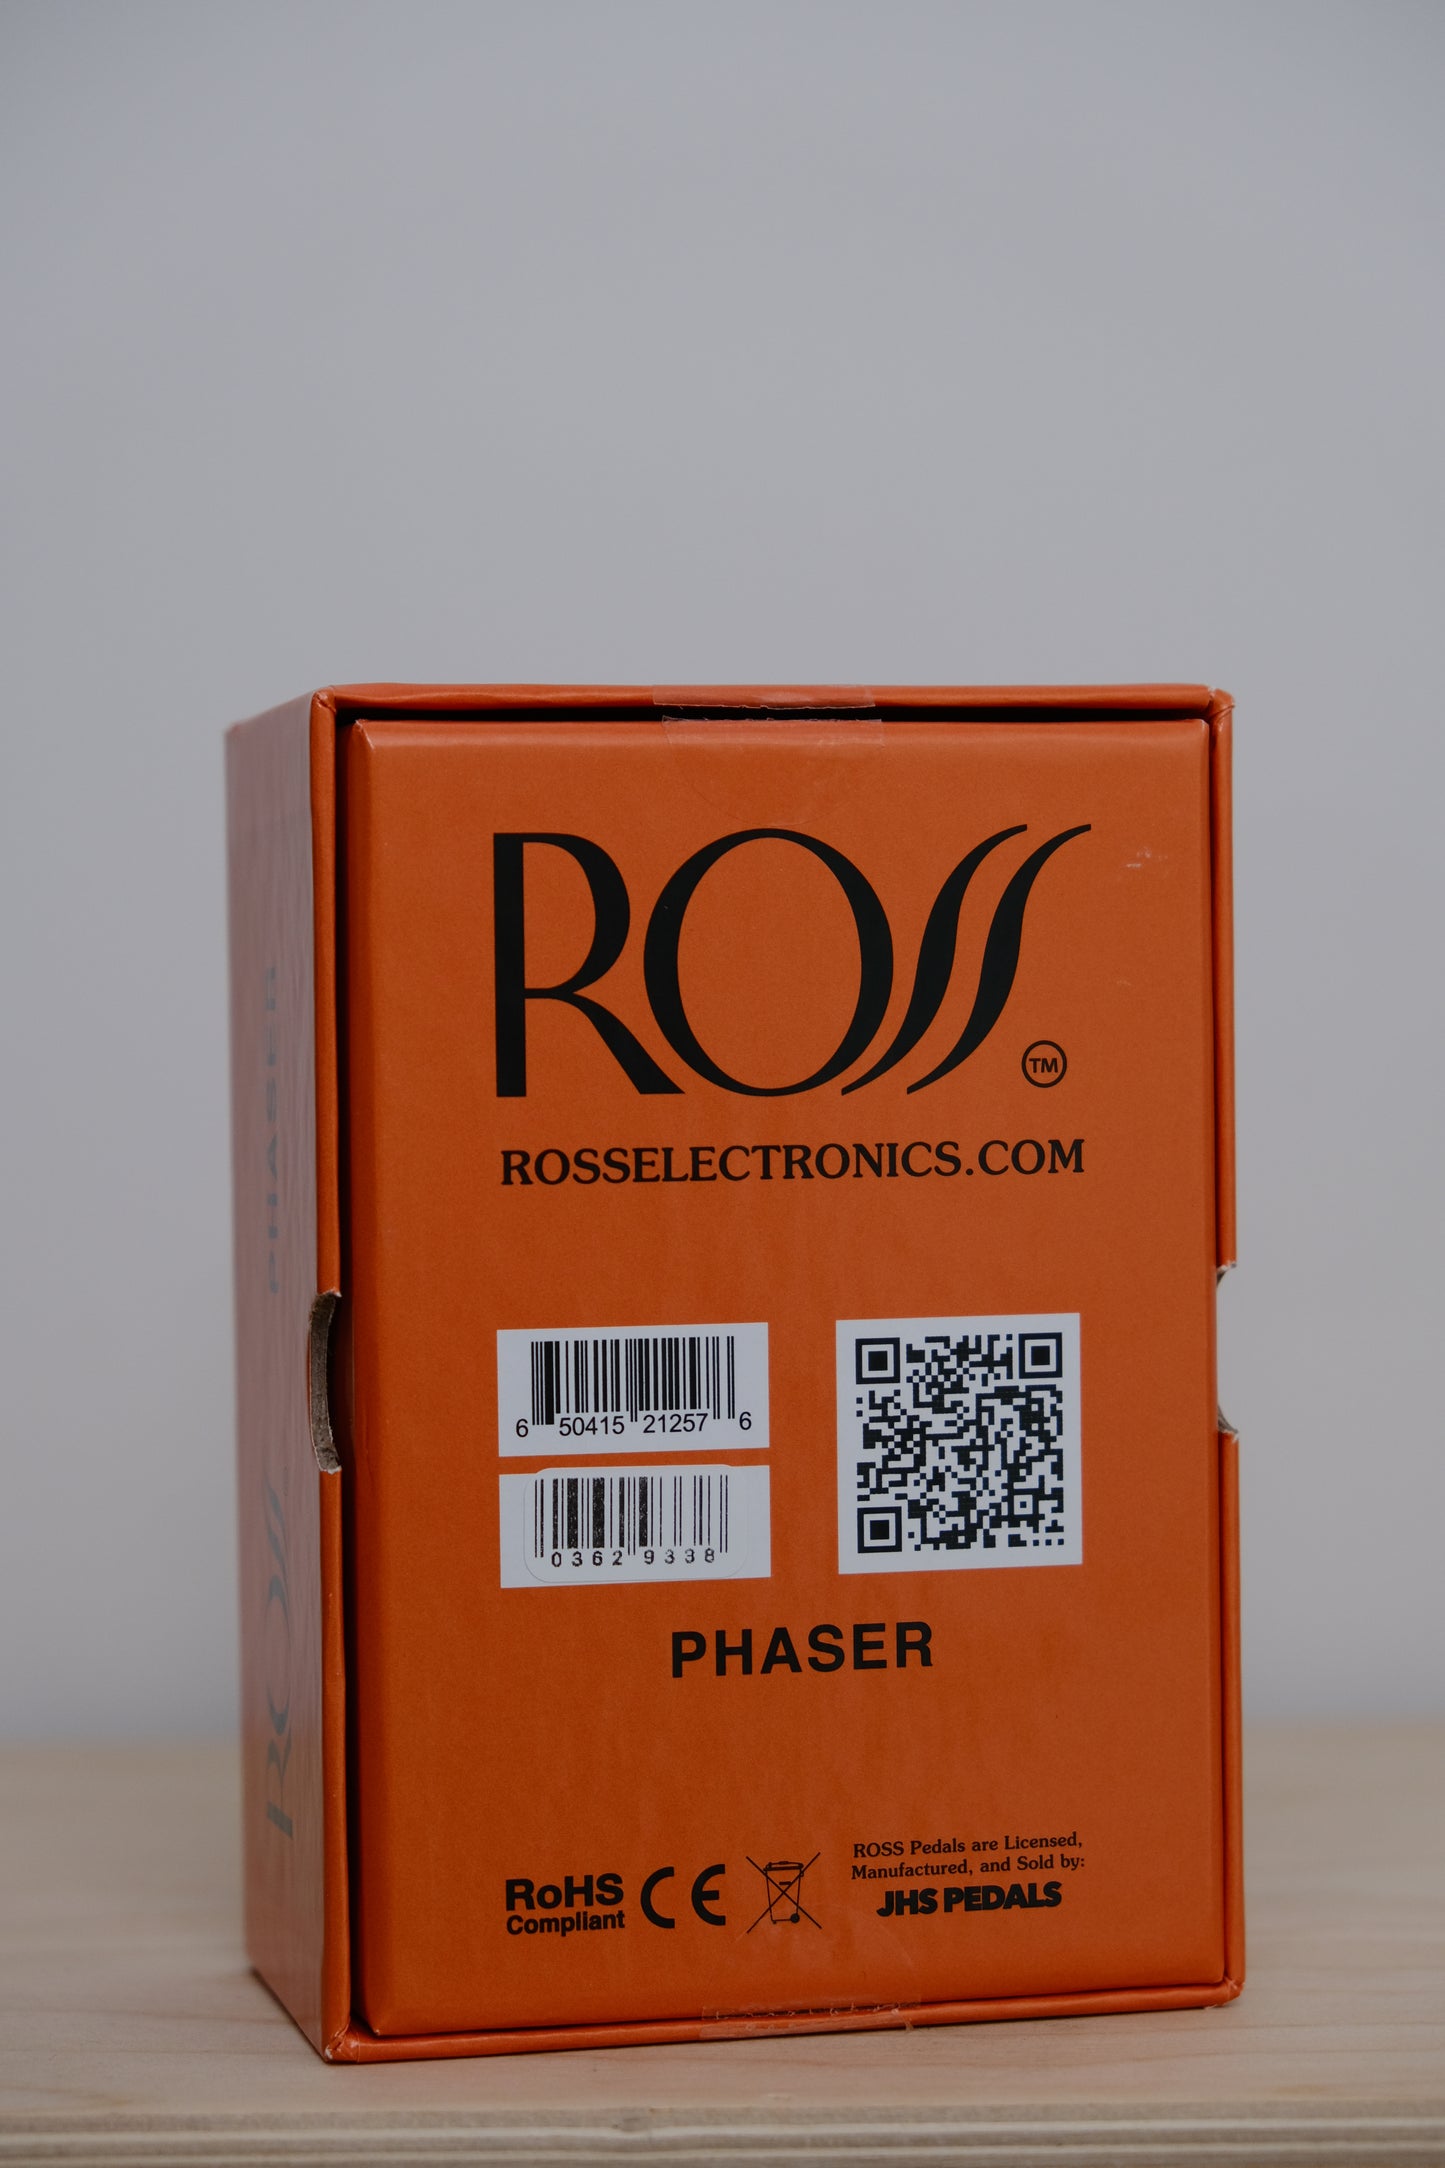 ROSS
TM
ROSSELECTRONICS.COM
6 50415 21257 6
0362 9338
PHASER
RoHS
Compliant
CE
ROSS Pedals are Licensed,
Manufactured, and Sold by:
JHS PEDALS
ROSS PHASER